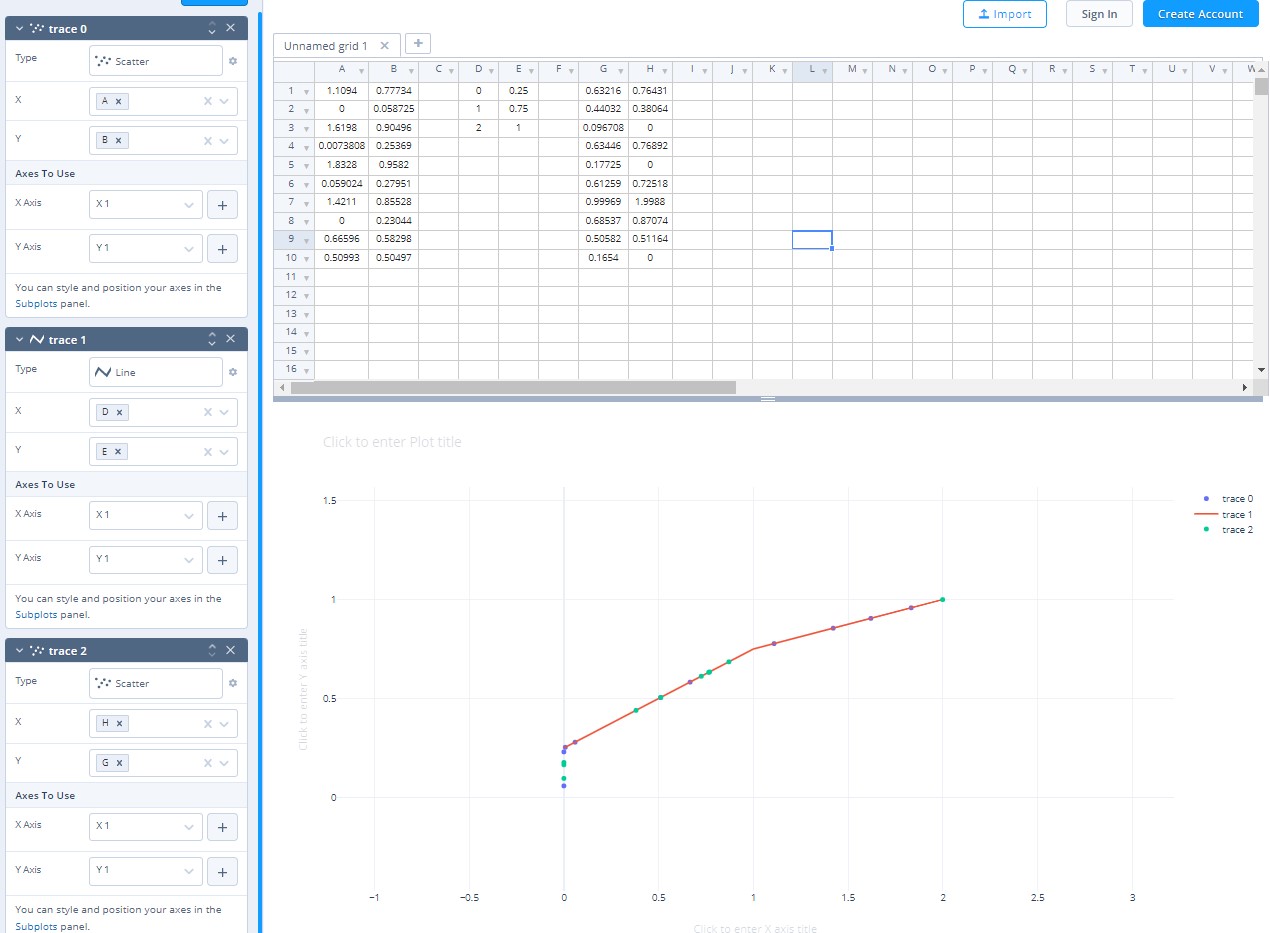 Import
Sign In
Create Account
trace 0
Type
Scatter
X
A
Y
B
Axes To Use
X Axis
X 1
Y Axis
Y 1
You can style and position your axes in the
Subplots panel.
trace 1
Type
Line
X
D
Y
E
Axes To Use
X Axis
X 1
Y Axis
Y 1
You can style and position your axes in the
Subplots panel.
trace 2
Type
Scatter
X
H
Y
G
Axes To Use
X Axis
X 1
Y Axis
Y 1
You can style and position your axes in the
Subplots panel.
Unnamed grid 1
A B C D E F G H I J K L M N O P Q R S T U V W
1 1.1094 0.77734 0 0.25 0.63216 0.76431
2 0 0.058725 1 0.75 0.44032 0.38064
3 1.6198 0.90496 2 1 0.096708 0
4 0.0073808 0.25369 0.63446 0.76892
5 1.8328 0.9582 0.17725 0
6 0.059024 0.27951 0.61259 0.72518
7 1.4211 0.85528 0.99969 1.9988
8 0 0.23044 0.68537 0.87074
9 0.66596 0.58298 0.50582 0.51164
10 0.50993 0.50497 0.1654 0
11
12
13
14
15
16
Click to enter Plot title
1.5
1
0.5
0
Click to enter Y axis title
−1 −0.5 0 0.5 1 1.5 2 2.5 3
Click to enter X axis title
trace 0
trace 1
trace 2